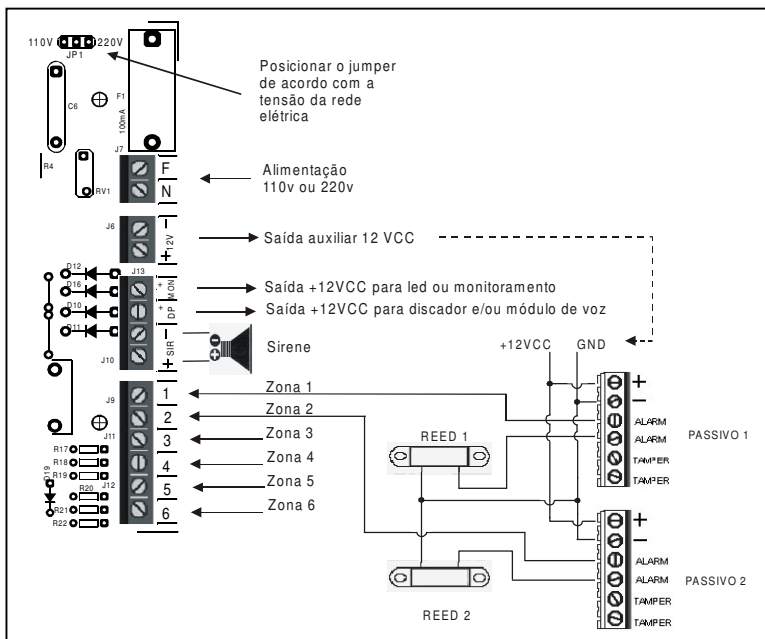 110V 220V
JP1
Posicionar o jumper
de acordo com a
tensão da rede
elétrica
C6
F1
100mA
J7
R4
RV1
F
N
Alimentação
110v ou 220v
J6
-
+
12V
Saída auxiliar 12 VCC
D12
J13
D16
+
MON
Saída +12VCC para led ou monitoramento
D10
+
DP
Saída +12VCC para discador e/ou módulo de voz
D11
-
SIR
+
J10
Sirene
+12VCC GND
J9
1
Zona 1
2
Zona 2
J11
3
Zona 3
4
Zona 4
5
Zona 5
6
Zona 6
R17
R18
R19
D19
J12
R20
R21
R22
REED 1
REED 2
+
-
ALARM
ALARM
TAMPER
TAMPER
PASSIVO 1
+
-
ALARM
ALARM
TAMPER
TAMPER
PASSIVO 2